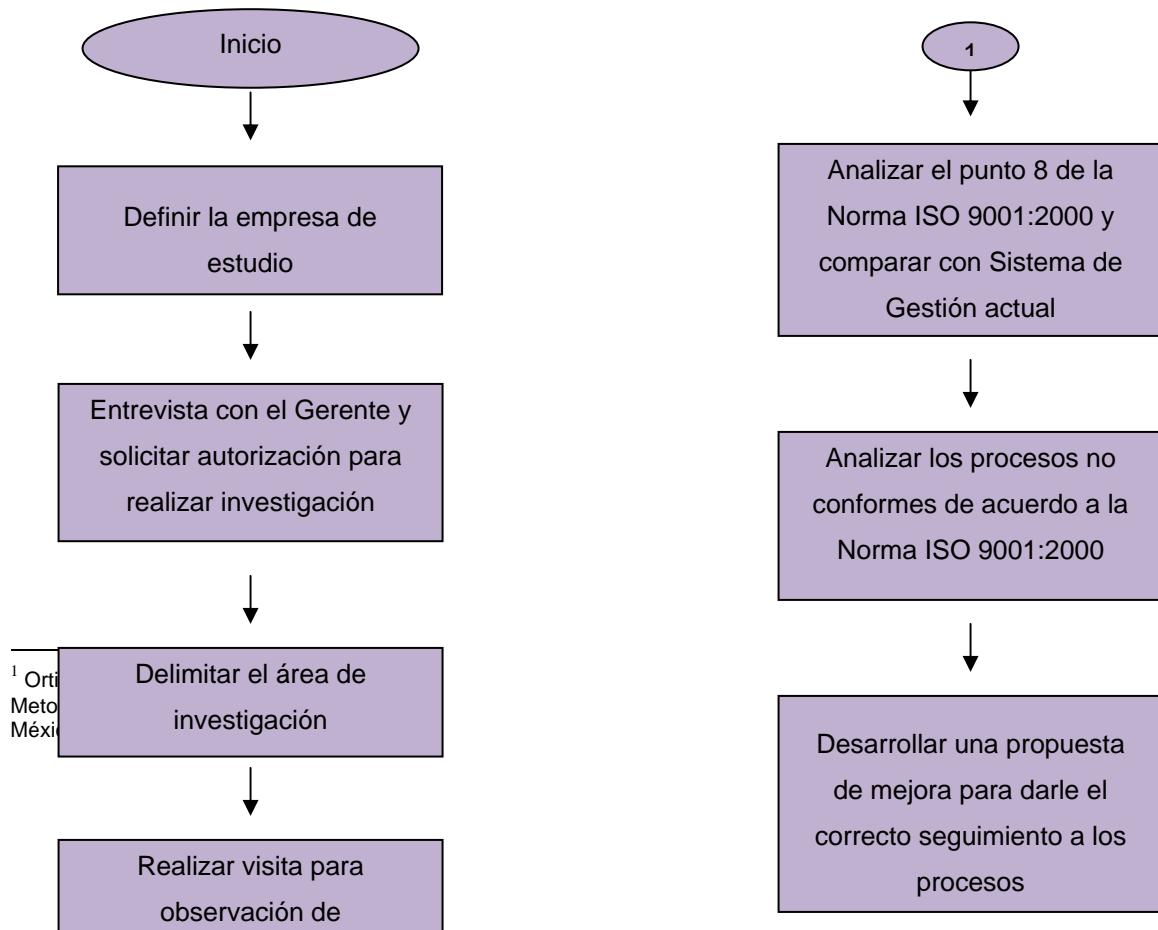 Inicio
Definir la empresa de
estudio
Entrevista con el Gerente y
solicitar autorización para
realizar investigación
Delimitar el área de
investigación
Realizar visita para
observación de
1
Analizar el punto 8 de la
Norma ISO 9001:2000 y
comparar con Sistema de
Gestión actual
Analizar los procesos no
conformes de acuerdo a la
Norma ISO 9001:2000
Desarrollar una propuesta
de mejora para darle el
correcto seguimiento a los
procesos
1